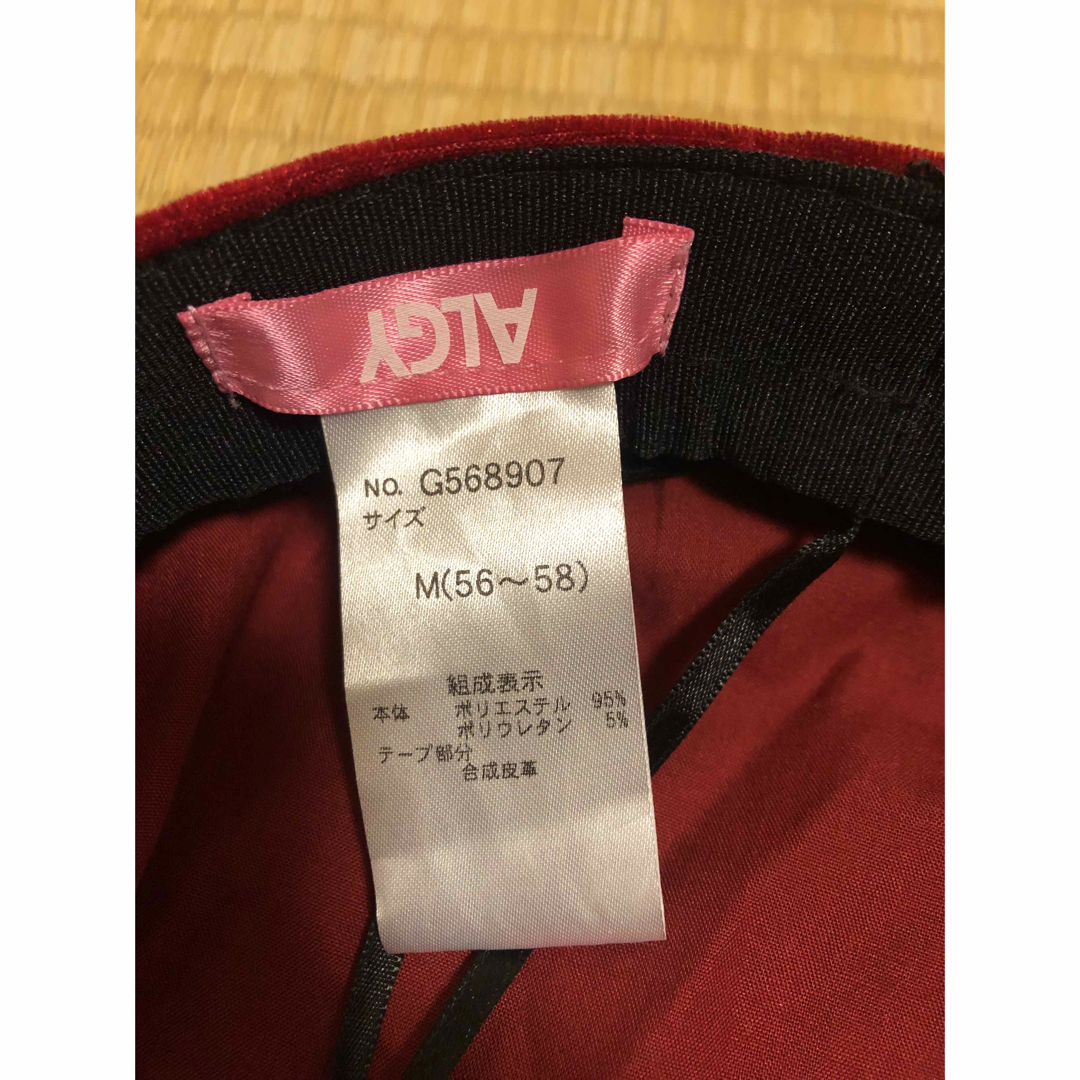 ALGY
NO. G568907
サイズ
M(56～58)
組成表示
本体 ポリエステル 95%
ポリウレタン 5%
テープ部分
合成皮革